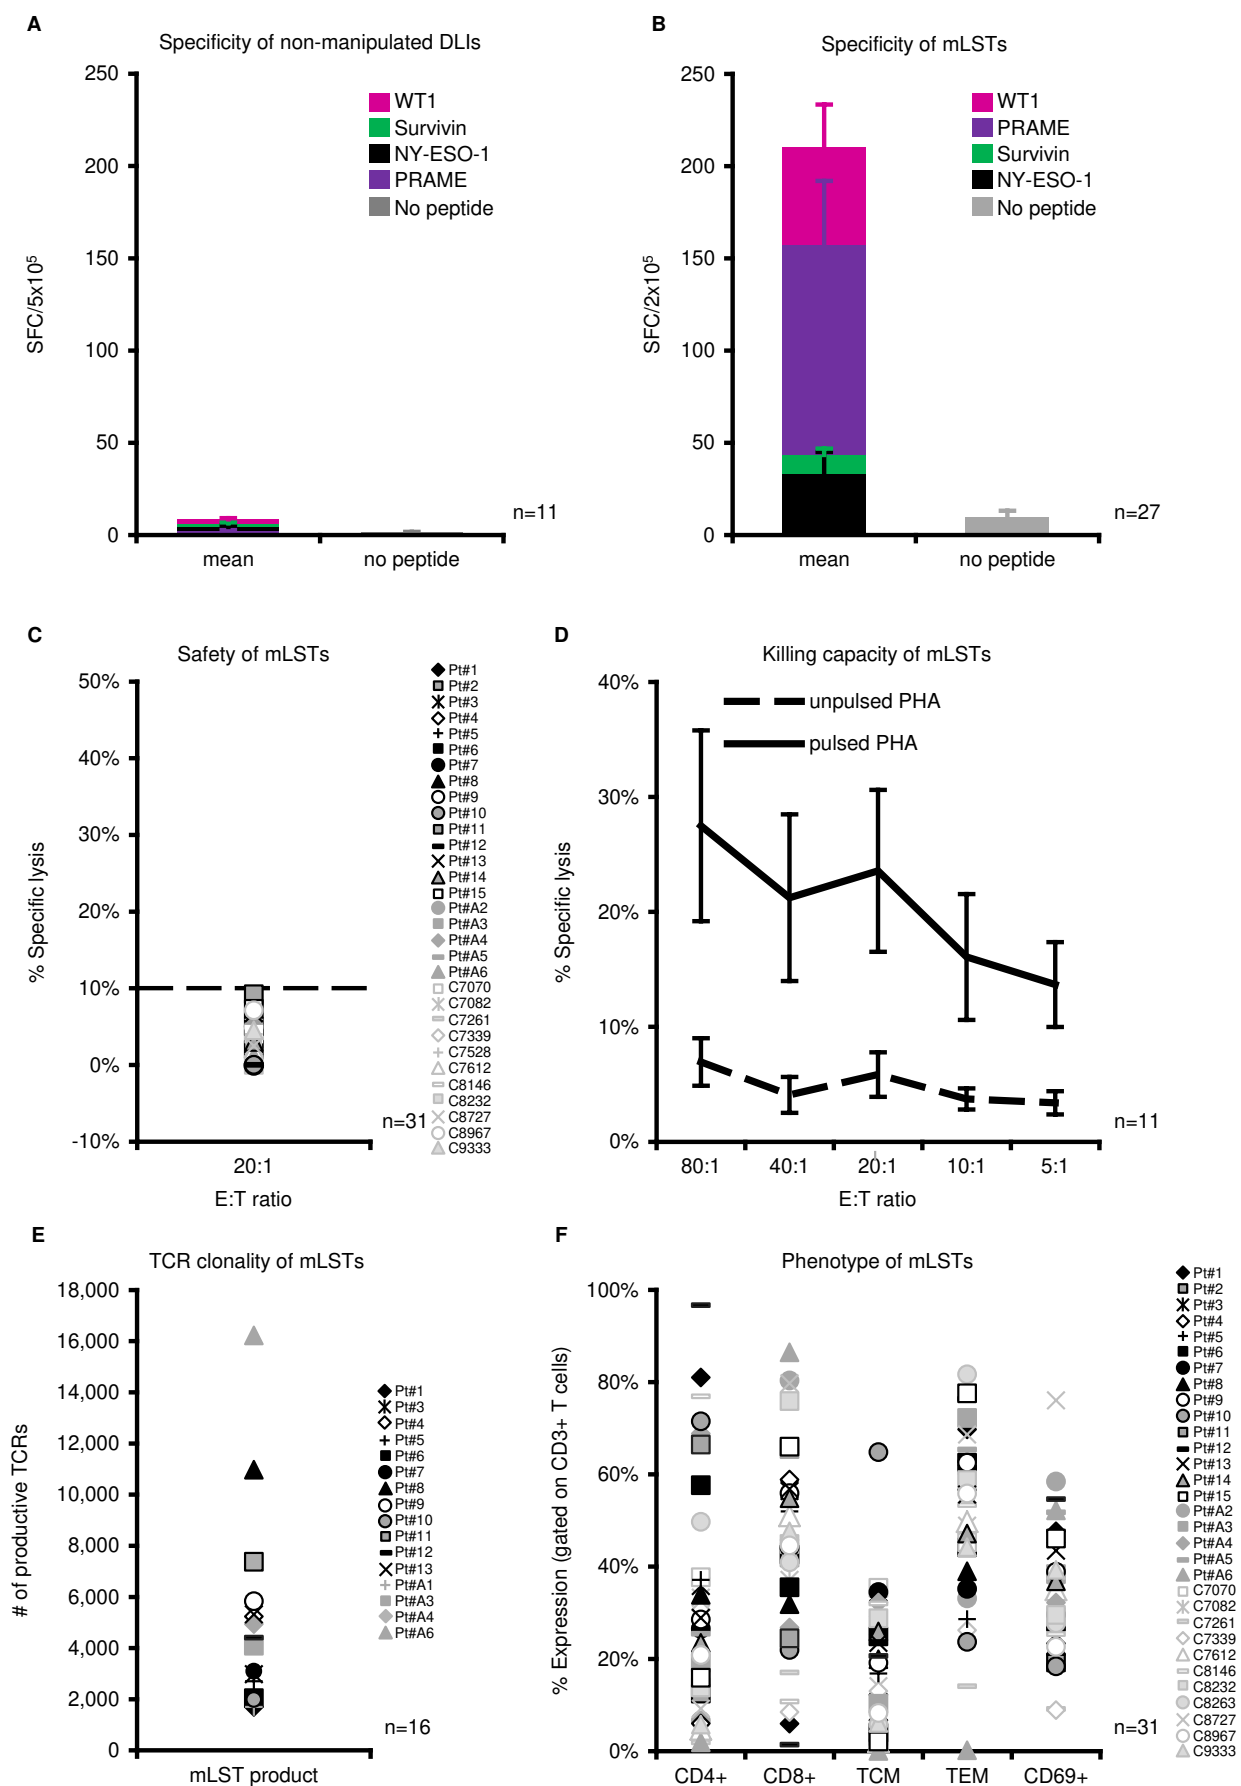 A
Specificity of non-manipulated DLIs
250
200
150
100
50
0
SFC/5x10⁵
WT1
Survivin
NY-ESO-1
PRAME
No peptide
n=11
mean
no peptide
B
Specificity of mLSTs
250
200
150
100
50
0
SFC/2x10⁵
WT1
PRAME
Survivin
NY-ESO-1
No peptide
n=27
mean
no peptide
C
Safety of mLSTs
50%
40%
30%
20%
10%
0%
-10%
% Specific lysis
20:1
E:T ratio
n=31
Pt#1
Pt#2
Pt#3
Pt#4
Pt#5
Pt#6
Pt#7
Pt#8
Pt#9
Pt#10
Pt#11
Pt#12
Pt#13
Pt#14
Pt#15
Pt#A2
Pt#A3
Pt#A4
Pt#A5
Pt#A6
C7070
C7082
C7261
C7339
C7528
C7612
C8146
C8232
C8727
C8967
C9333
D
Killing capacity of mLSTs
40%
30%
20%
10%
0%
% Specific lysis
unpulsed PHA
pulsed PHA
n=11
80:1
40:1
20:1
10:1
5:1
E:T ratio
E
TCR clonality of mLSTs
18,000
16,000
14,000
12,000
10,000
8,000
6,000
4,000
2,000
0
# of productive TCRs
mLST product
n=16
Pt#1
Pt#3
Pt#4
Pt#5
Pt#6
Pt#7
Pt#8
Pt#9
Pt#10
Pt#11
Pt#12
Pt#13
Pt#A1
Pt#A3
Pt#A4
Pt#A6
F
Phenotype of mLSTs
100%
80%
60%
40%
20%
0%
% Expression (gated on CD3+ T cells)
CD4+
CD8+
TCM
TEM
CD69+
n=31
Pt#1
Pt#2
Pt#3
Pt#4
Pt#5
Pt#6
Pt#7
Pt#8
Pt#9
Pt#10
Pt#11
Pt#12
Pt#13
Pt#14
Pt#15
Pt#A2
Pt#A3
Pt#A4
Pt#A5
Pt#A6
C7070
C7082
C7261
C7339
C7612
C8146
C8232
C8263
C8727
C8967
C9333